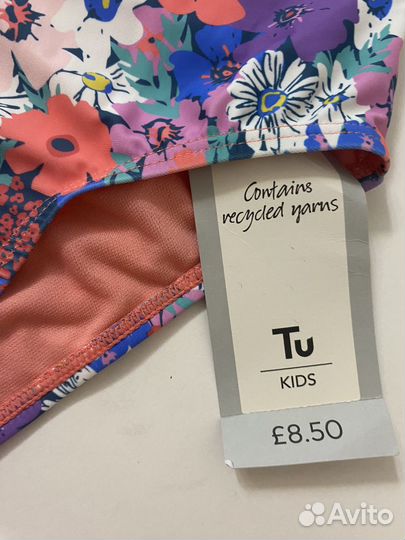 Contains
recycled yarns
Tu
KIDS
£8.50
Avito